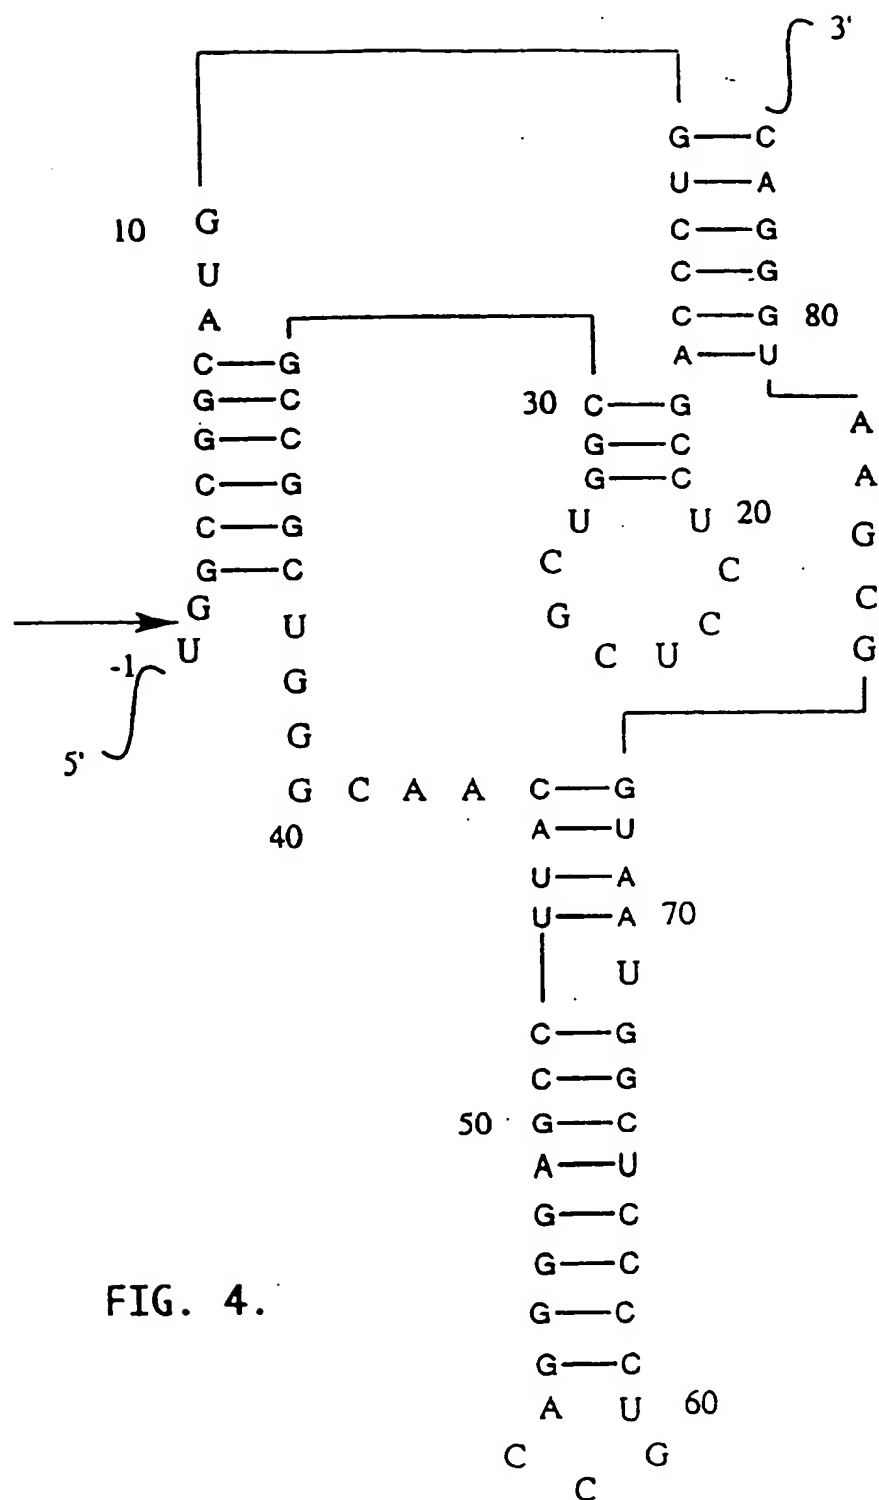 3'
G C
U A
10 G C G
U C G
A C G 80
C G A U
G C 30 C G A
G C G C A
C G G C G
C G U U 20 C
G C C C G
G U G C
-1 U G C U
5' G
G C A A C G
40 A U
U A
U A 70
U
C G
C G
50 G C
A U
G C
G C
G C
G C
A U 60
C G
C
FIG. 4.